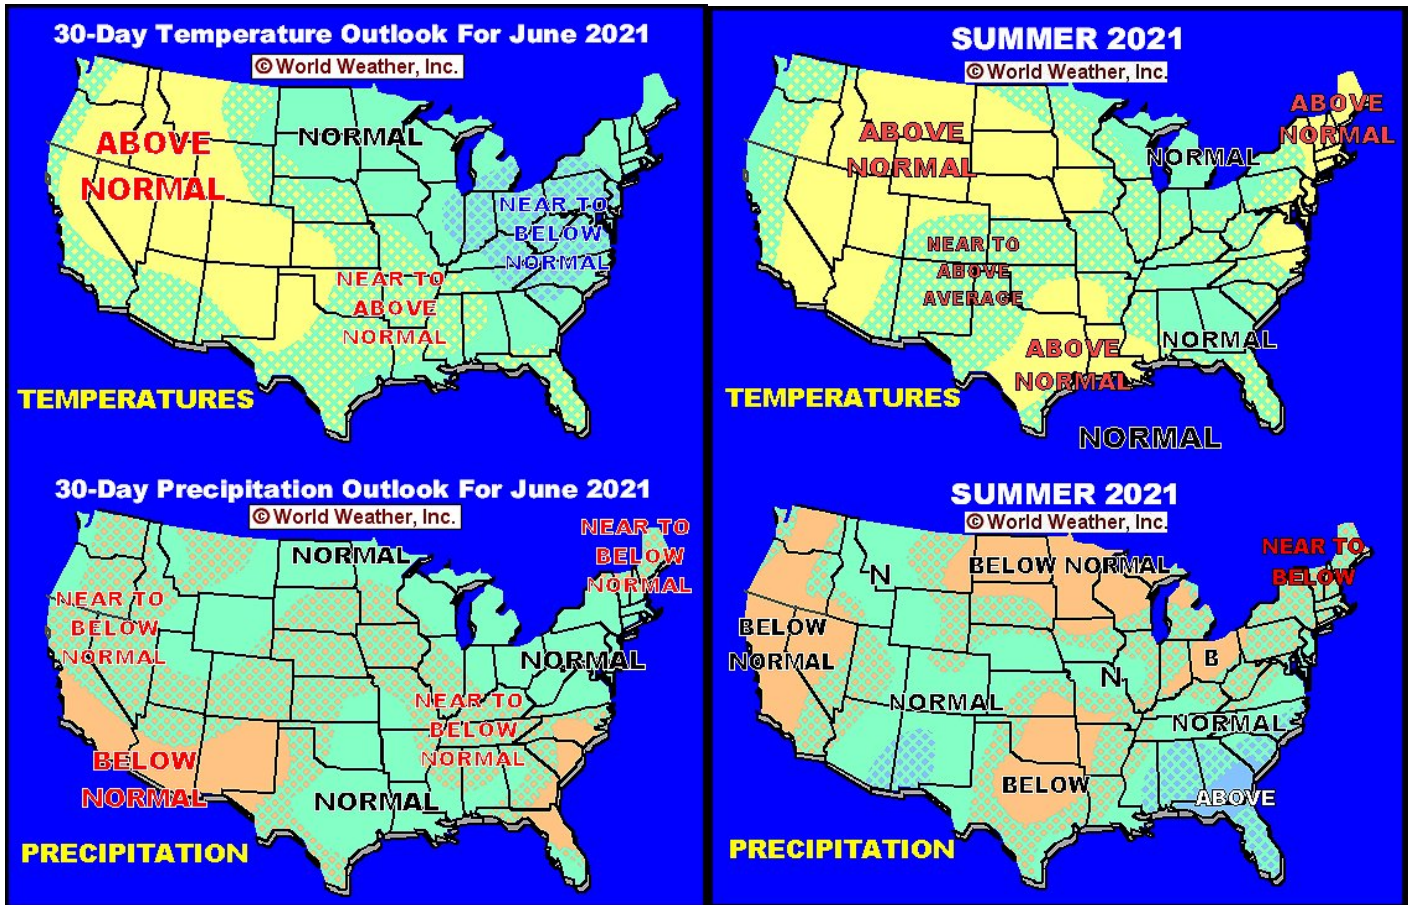 30-Day Temperature Outlook For June 2021
© World Weather, Inc.
ABOVE
NORMAL
NORMAL
NEAR TO
BELOW
NORMAL
NEAR TO
ABOVE
NORMAL
TEMPERATURES
SUMMER 2021
© World Weather, Inc.
ABOVE
NORMAL
NORMAL
ABOVE
NORMAL
NEAR TO
ABOVE
AVERAGE
ABOVE
NORMAL
NORMAL
TEMPERATURES
NORMAL
30-Day Precipitation Outlook For June 2021
© World Weather, Inc.
NEAR TO
BELOW
NORMAL
NORMAL
NEAR TO
BELOW
NORMAL
NORMAL
NEAR TO
BELOW
NORMAL
BELOW
NORMAL
NORMAL
PRECIPITATION
SUMMER 2021
© World Weather, Inc.
NEAR TO
BELOW
BELOW NORMAL
N
BELOW
NORMAL
B
N
NORMAL
NORMAL
BELOW
ABOVE
PRECIPITATION